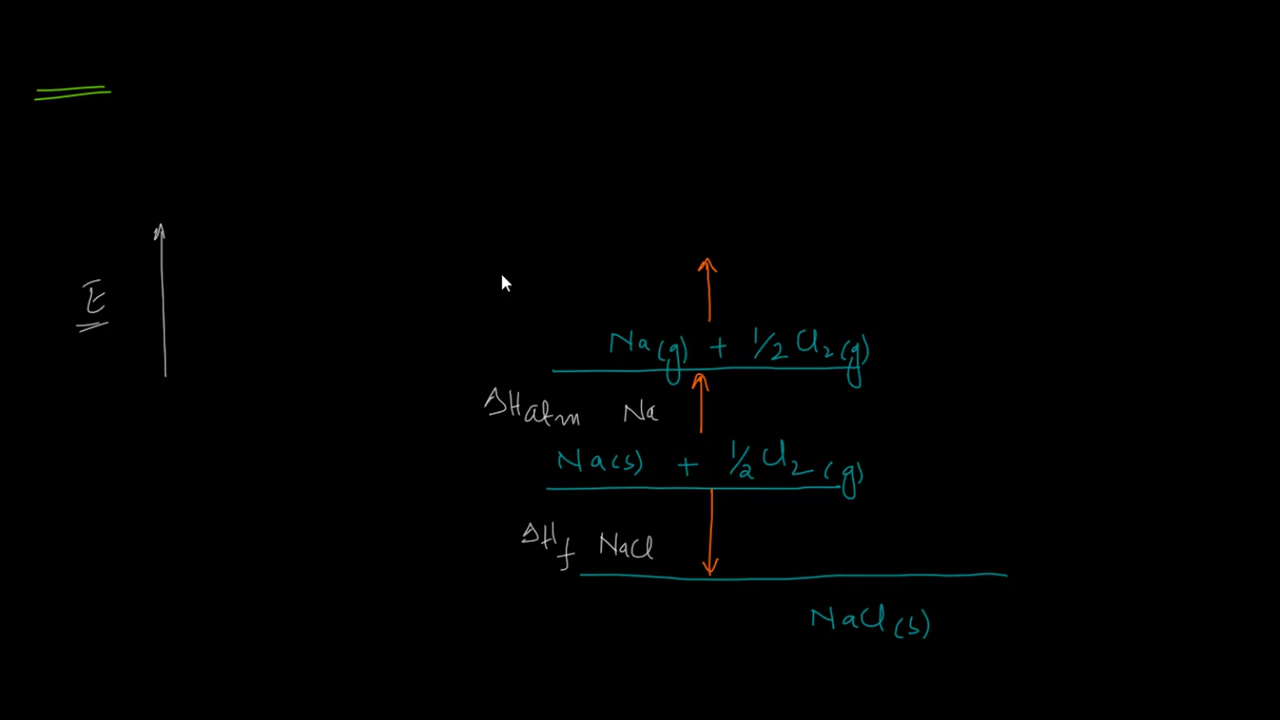 E
Na(g) + 1/2 Cl2(g)
ΔHatm Na
Na(s) + 1/2 Cl2(g)
ΔHf NaCl
NaCl(s)